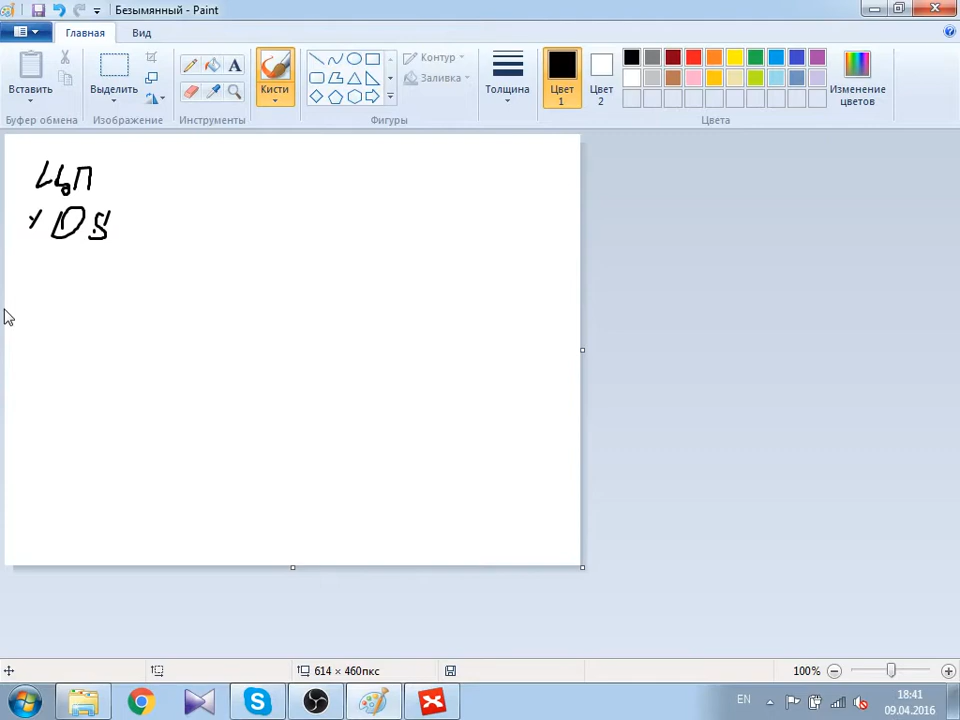 Безымянный - Paint
Главная
Вид
Вставить
Выделить
Кисти
Контур
Заливка
Толщина
Цвет 1
Цвет 2
Изменение цветов
Буфер обмена
Изображение
Инструменты
Фигуры
Цвета
614 × 460пкс
100%
EN
18:41
09.04.2016